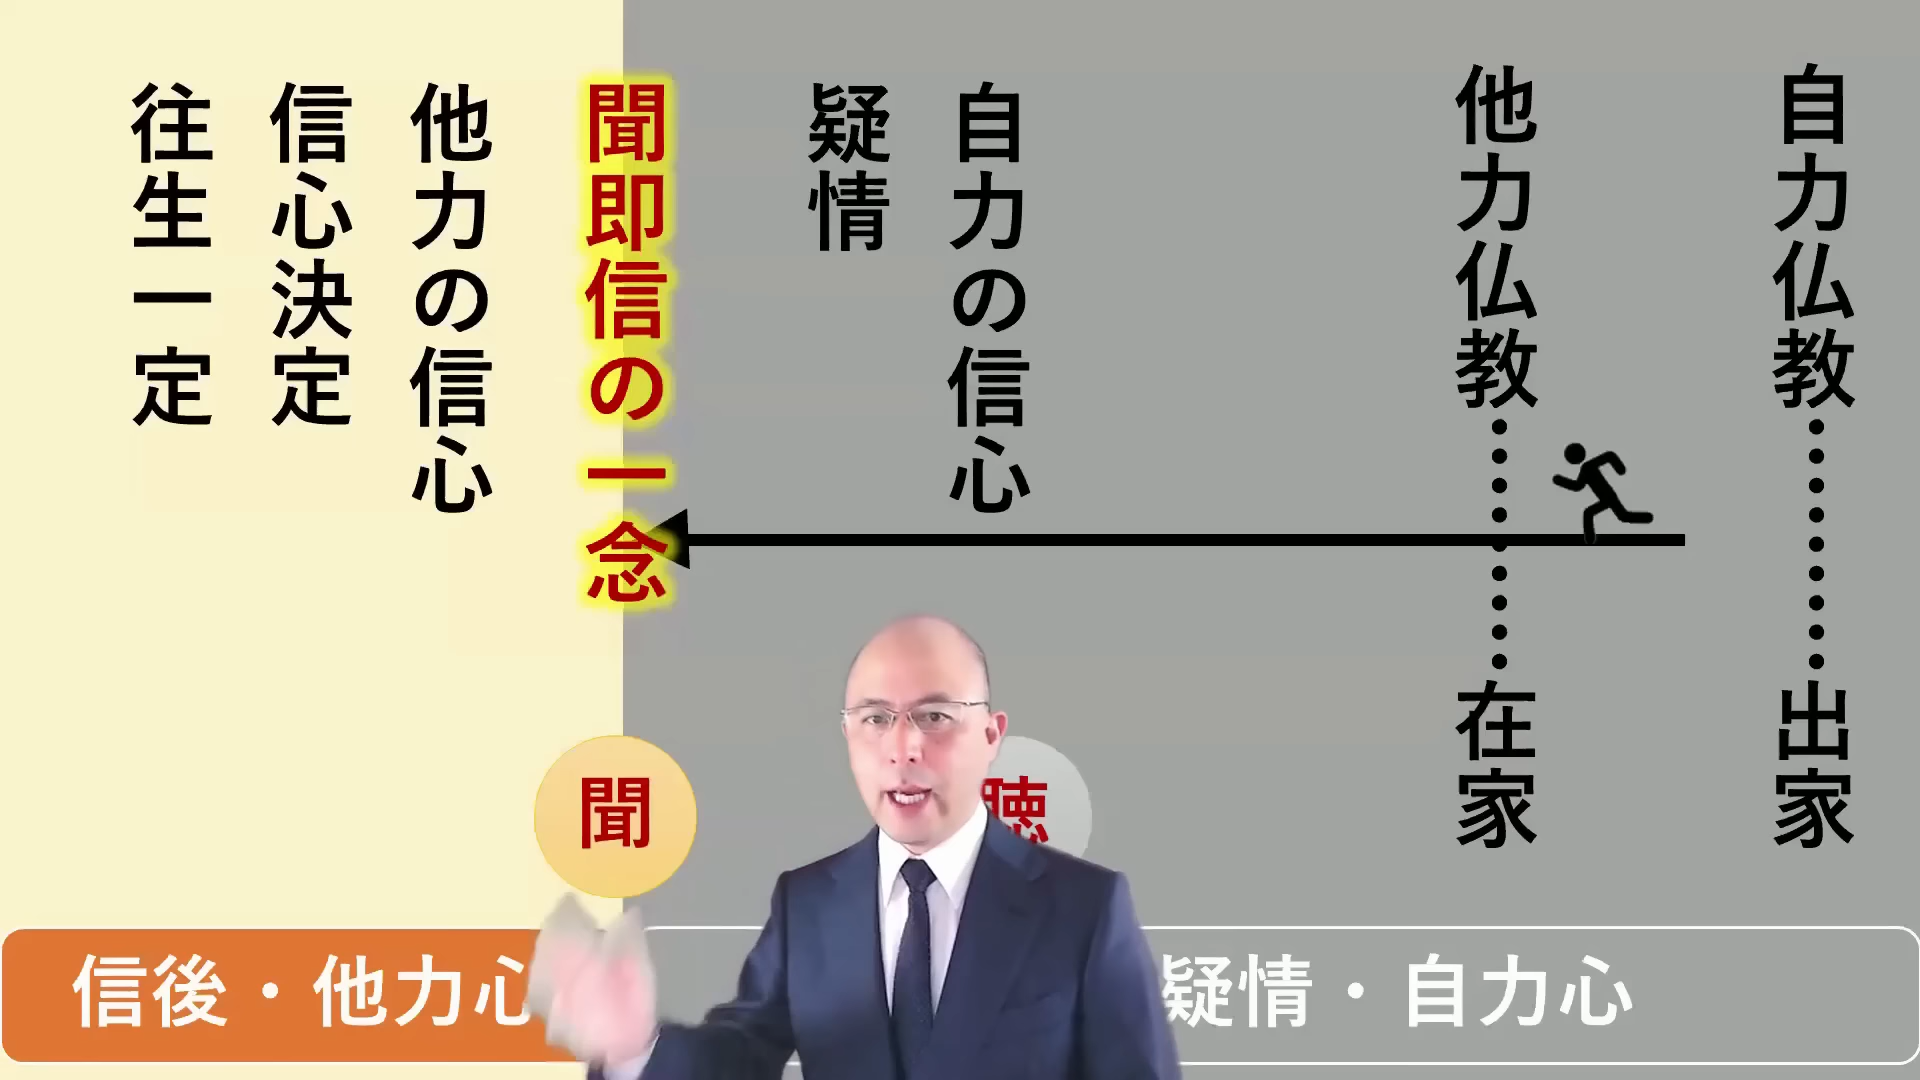 自力仏教………出家
他力仏教………在家
自力の信心
疑情
聞即信の一念
他力の信心
信心決定
往生一定
聞
聴
信後・他力心
疑情・自力心